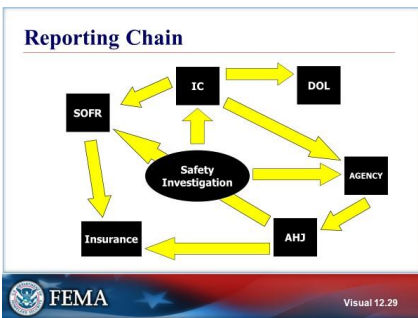 Reporting Chain
IC
DOL
SOFR
Safety
Investigation
AGENCY
Insurance
AHJ
FEMA
Visual 12.29